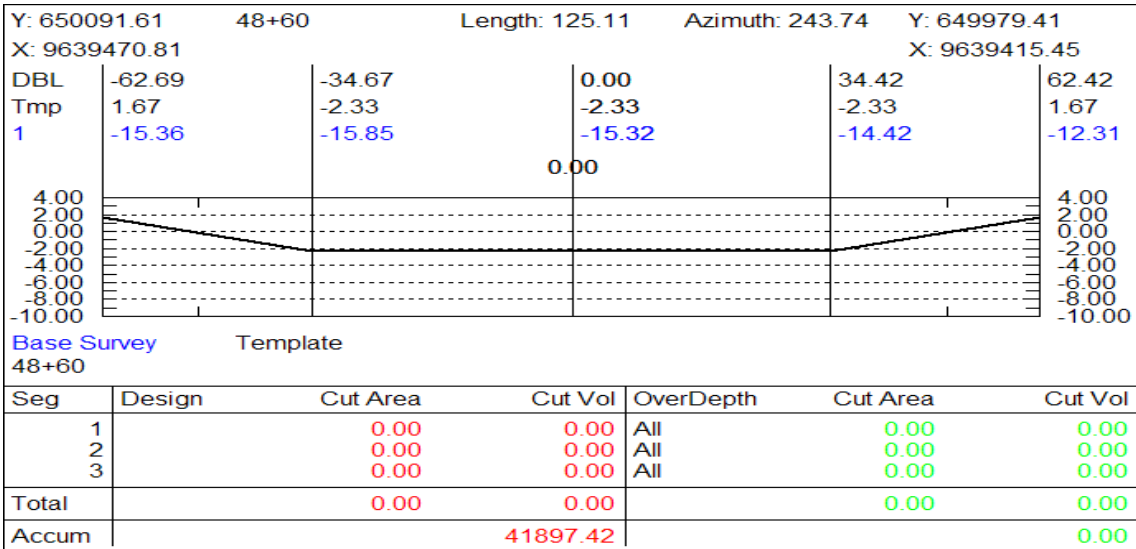 Y: 650091.61 48+60 Length: 125.11 Azimuth: 243.74 Y: 649979.41
X: 9639470.81 X: 9639415.45
DBL -62.69 -34.67 0.00 34.42 62.42
Tmp 1.67 -2.33 -2.33 -2.33 1.67
1 -15.36 -15.85 -15.32 -14.42 -12.31
0.00
4.00 4.00
2.00 2.00
0.00 0.00
-2.00 -2.00
-4.00 -4.00
-6.00 -6.00
-8.00 -8.00
-10.00 -10.00
Base Survey Template
48+60
Seg Design Cut Area Cut Vol OverDepth Cut Area Cut Vol
1 0.00 0.00 All 0.00 0.00
2 0.00 0.00 All 0.00 0.00
3 0.00 0.00 All 0.00 0.00
Total 0.00 0.00 0.00 0.00
Accum 41897.42 0.00